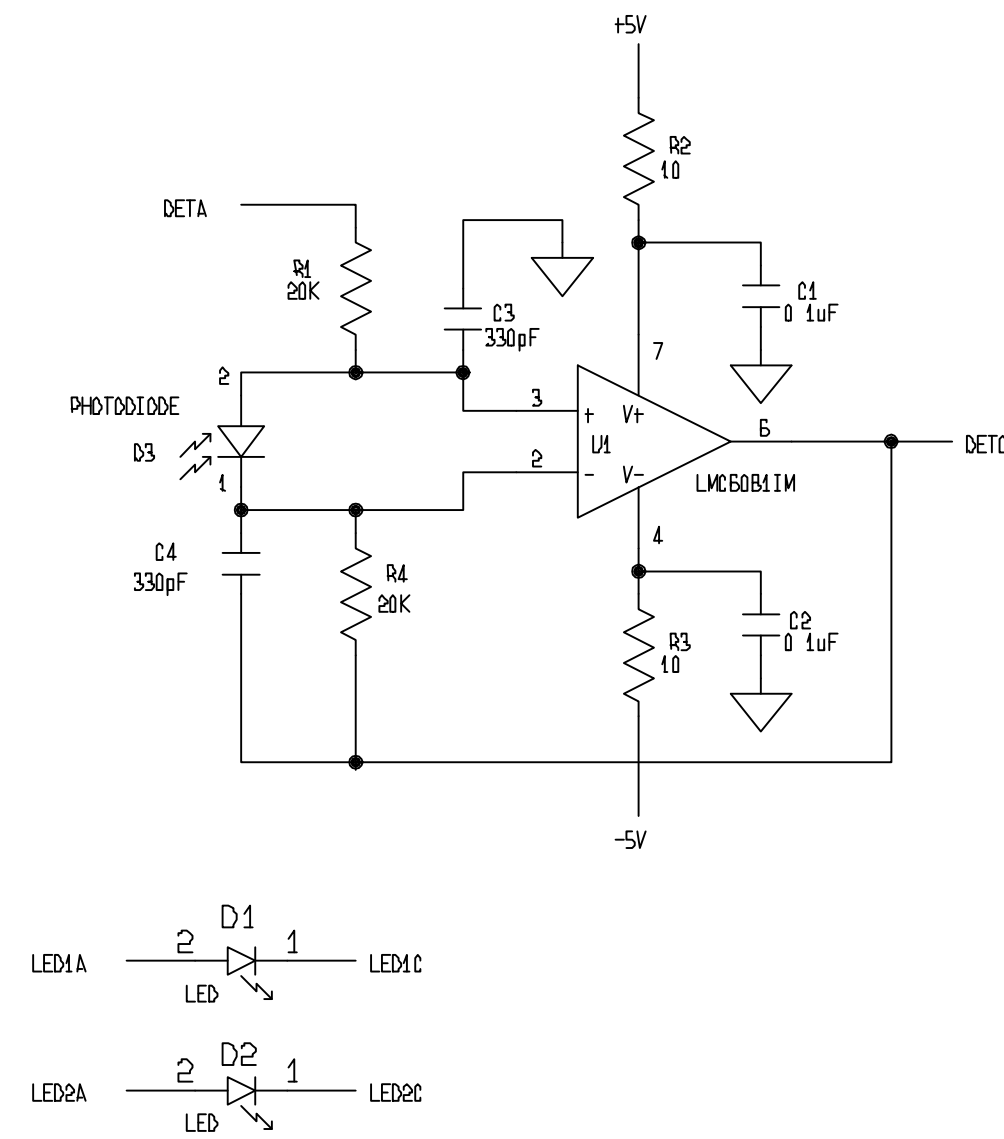 +5V
R2
10
DETA
R1
20K
C3
330pF
C1
0 1uF
7
2
PHOTODIODE
D3
1
3
+
V+
U1
6
DETC
2
-
V-
LMC6081IM
4
C4
330pF
R4
20K
C2
0 1uF
R3
10
-5V
D1
2
1
LED1A
LED1C
LED
D2
2
1
LED2A
LED2C
LED